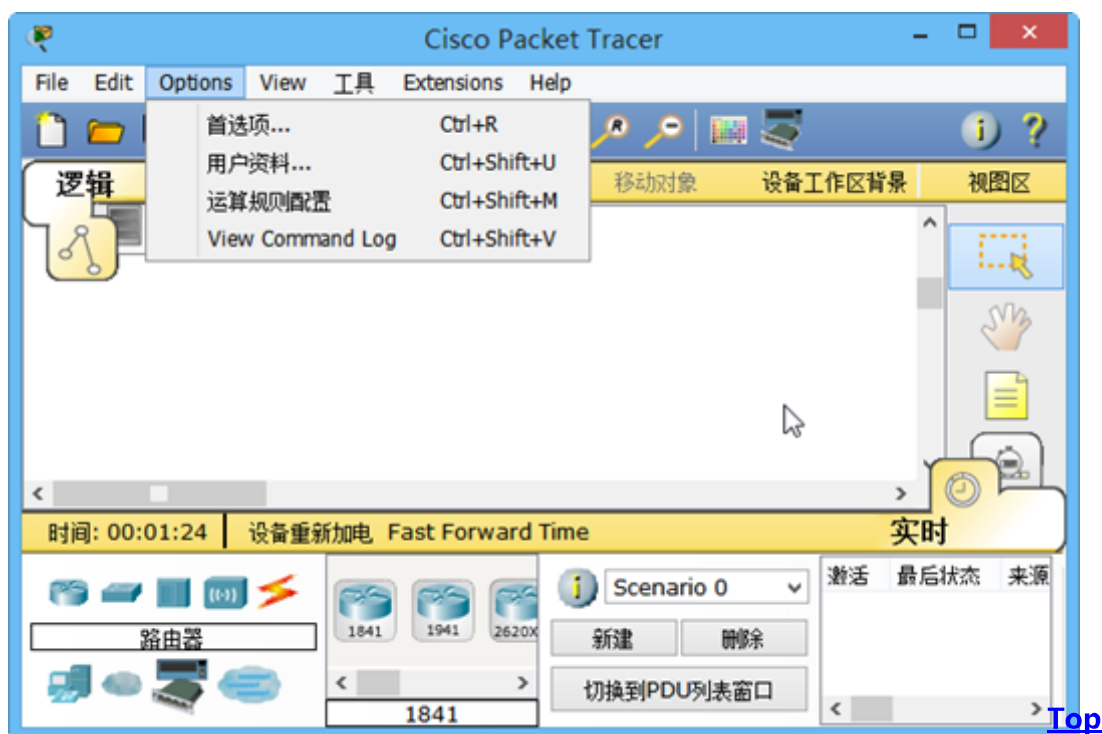 Cisco Packet Tracer
File Edit Options View 工具 Extensions Help
首选项... Ctrl+R
用户资料... Ctrl+Shift+U
运算规则配置 Ctrl+Shift+M
View Command Log Ctrl+Shift+V
逻辑 移动对象 设备工作区背景 视图区
时间: 00:01:24 设备重新加电 Fast Forward Time 实时
激活 最后状态 来源
Scenario 0
1841 1941 2620X
路由器
新建 删除
切换到PDU列表窗口
1841
Top